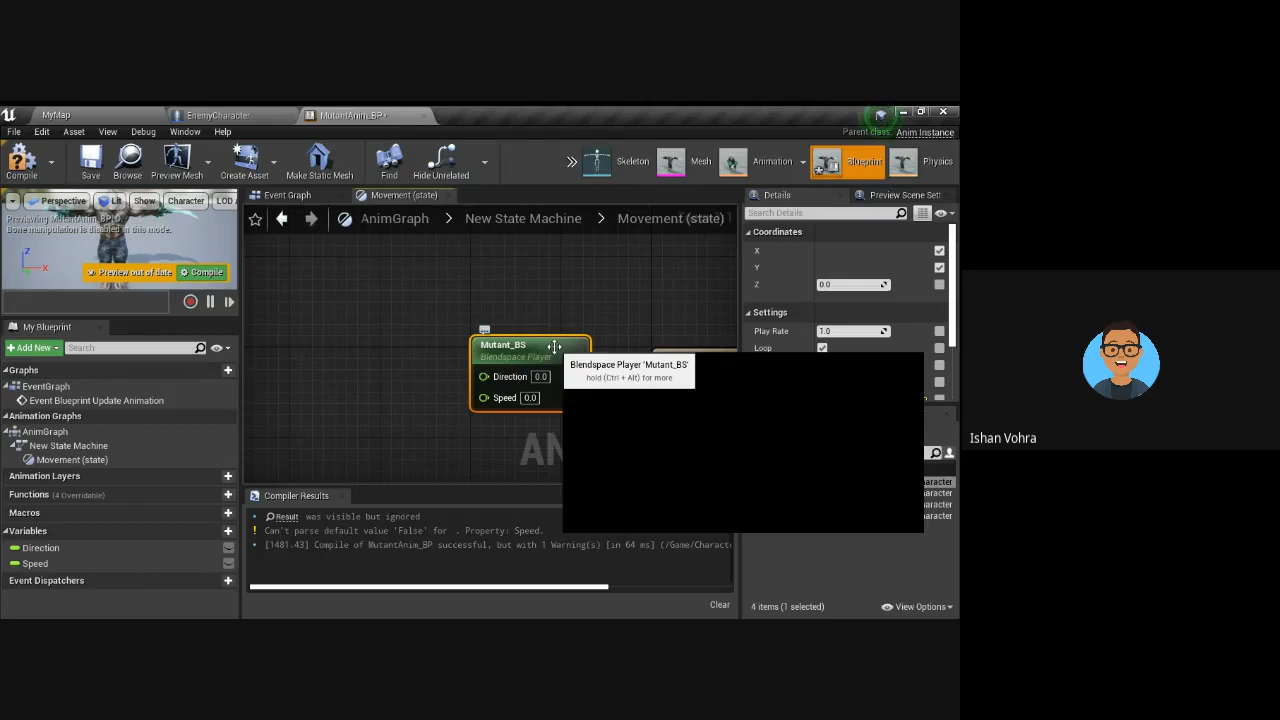 MyMap
EnemyCharacter
MutantAnim_BP*
File Edit Asset View Debug Window Help
Parent class: Anim Instance
Compile
Save
Browse
Preview Mesh
Create Asset
Make Static Mesh
Find
Hide Unrelated
Skeleton
Mesh
Animation
Blueprint
Physics
Perspective
Lit
Show
Character
LOD A
Previewing MutantAnim_BP_C.
Bone manipulation is disabled in this mode.
Z
X
Preview out of date
Compile
My Blueprint
Add New
Search
Graphs
EventGraph
Event Blueprint Update Animation
Animation Graphs
AnimGraph
New State Machine
Movement (state)
Animation Layers
Functions (4 Overridable)
Macros
Variables
Direction
Speed
Event Dispatchers
Event Graph
Movement (state)
AnimGraph > New State Machine > Movement (state)
Mutant_BS
Blendspace Player
Direction 0.0
Speed 0.0
Blendspace Player 'Mutant_BS'
hold (Ctrl + Alt) for more
AN
Compiler Results
Result was visible but ignored
Can't parse default value 'False' for . Property: Speed.
[1481.43] Compile of MutantAnim_BP successful, but with 1 Warning(s) [in 64 ms] (/Game/Characte
Clear
Details
Preview Scene Sett
Search Details
Coordinates
X
Y
Z 0.0
Settings
Play Rate 1.0
Loop
aracter
aracter
aracter
aracter
4 items (1 selected)
View Options
Ishan Vohra